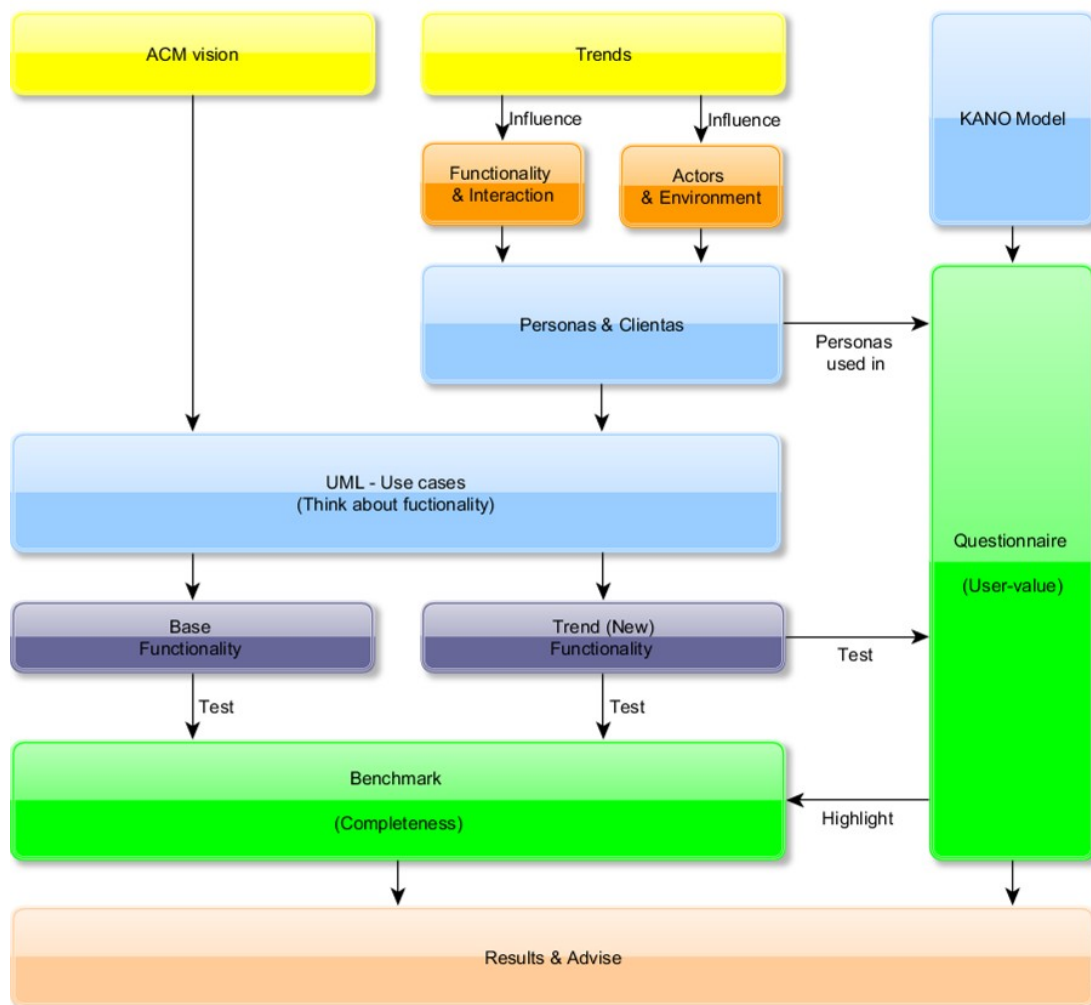 ACM vision
Trends
KANO Model
Influence
Influence
Functionality
& Interaction
Actors
& Environment
Personas & Clientas
Personas
used in
UML - Use cases
(Think about fuctionality)
Questionnaire
(User-value)
Base
Functionality
Trend (New)
Functionality
Test
Test
Test
Benchmark
(Completeness)
Highlight
Results & Advise